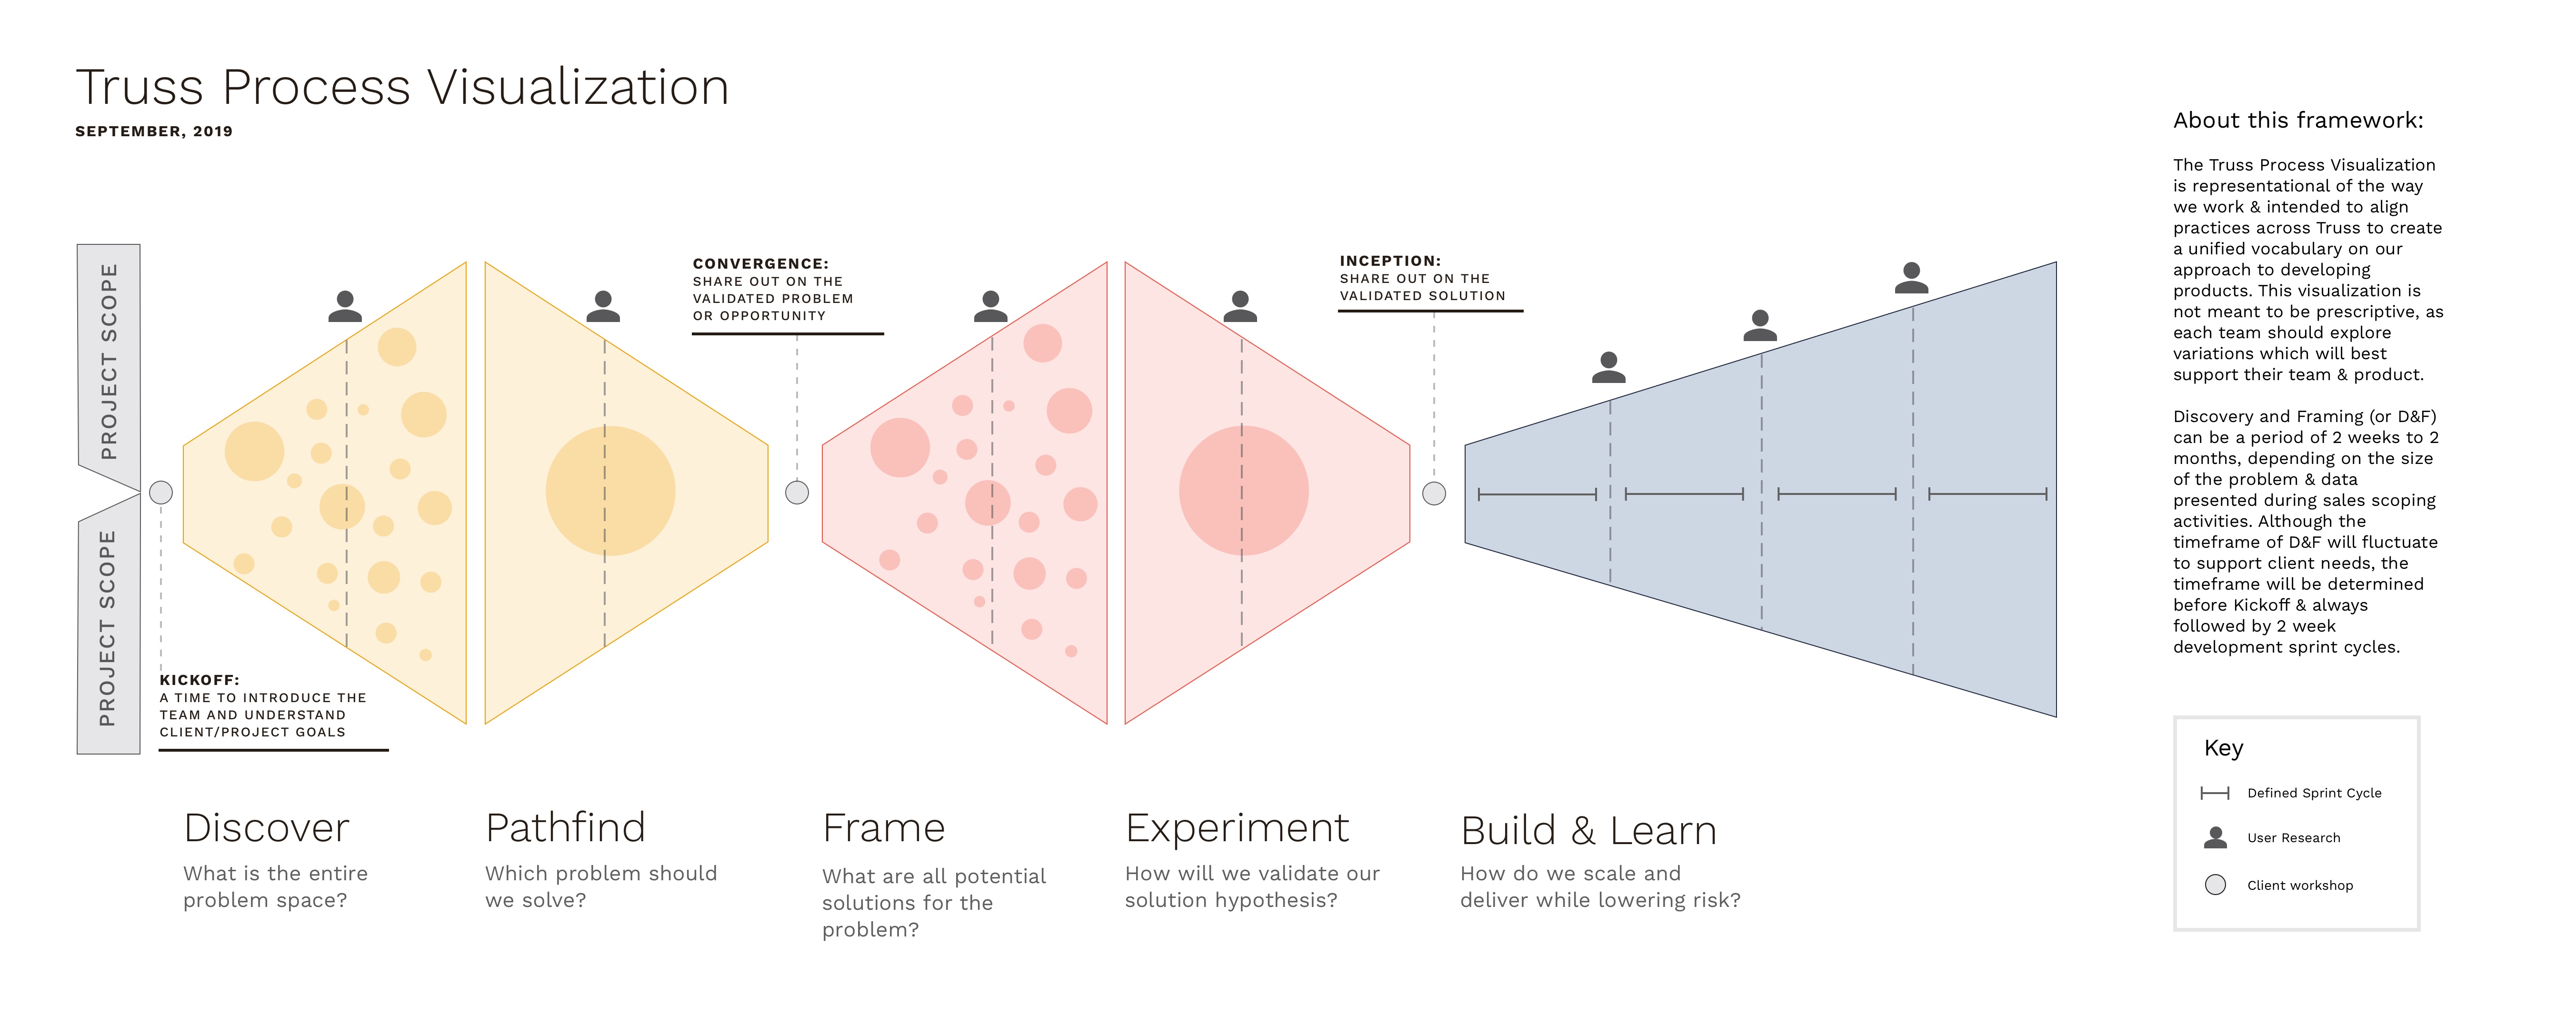 Truss Process Visualization
SEPTEMBER, 2019
PROJECT SCOPE
PROJECT SCOPE
KICKOFF:
A TIME TO INTRODUCE THE
TEAM AND UNDERSTAND
CLIENT/PROJECT GOALS
CONVERGENCE:
SHARE OUT ON THE
VALIDATED PROBLEM
OR OPPORTUNITY
INCEPTION:
SHARE OUT ON THE
VALIDATED SOLUTION
Discover
What is the entire
problem space?
Pathfind
Which problem should
we solve?
Frame
What are all potential
solutions for the
problem?
Experiment
How will we validate our
solution hypothesis?
Build & Learn
How do we scale and
deliver while lowering risk?
About this framework:
The Truss Process Visualization
is representational of the way
we work & intended to align
practices across Truss to create
a unified vocabulary on our
approach to developing
products. This visualization is
not meant to be prescriptive, as
each team should explore
variations which will best
support their team & product.
Discovery and Framing (or D&F)
can be a period of 2 weeks to 2
months, depending on the size
of the problem & data
presented during sales scoping
activities. Although the
timeframe of D&F will fluctuate
to support client needs, the
timeframe will be determined
before Kickoff & always
followed by 2 week
development sprint cycles.
Key
Defined Sprint Cycle
User Research
Client workshop